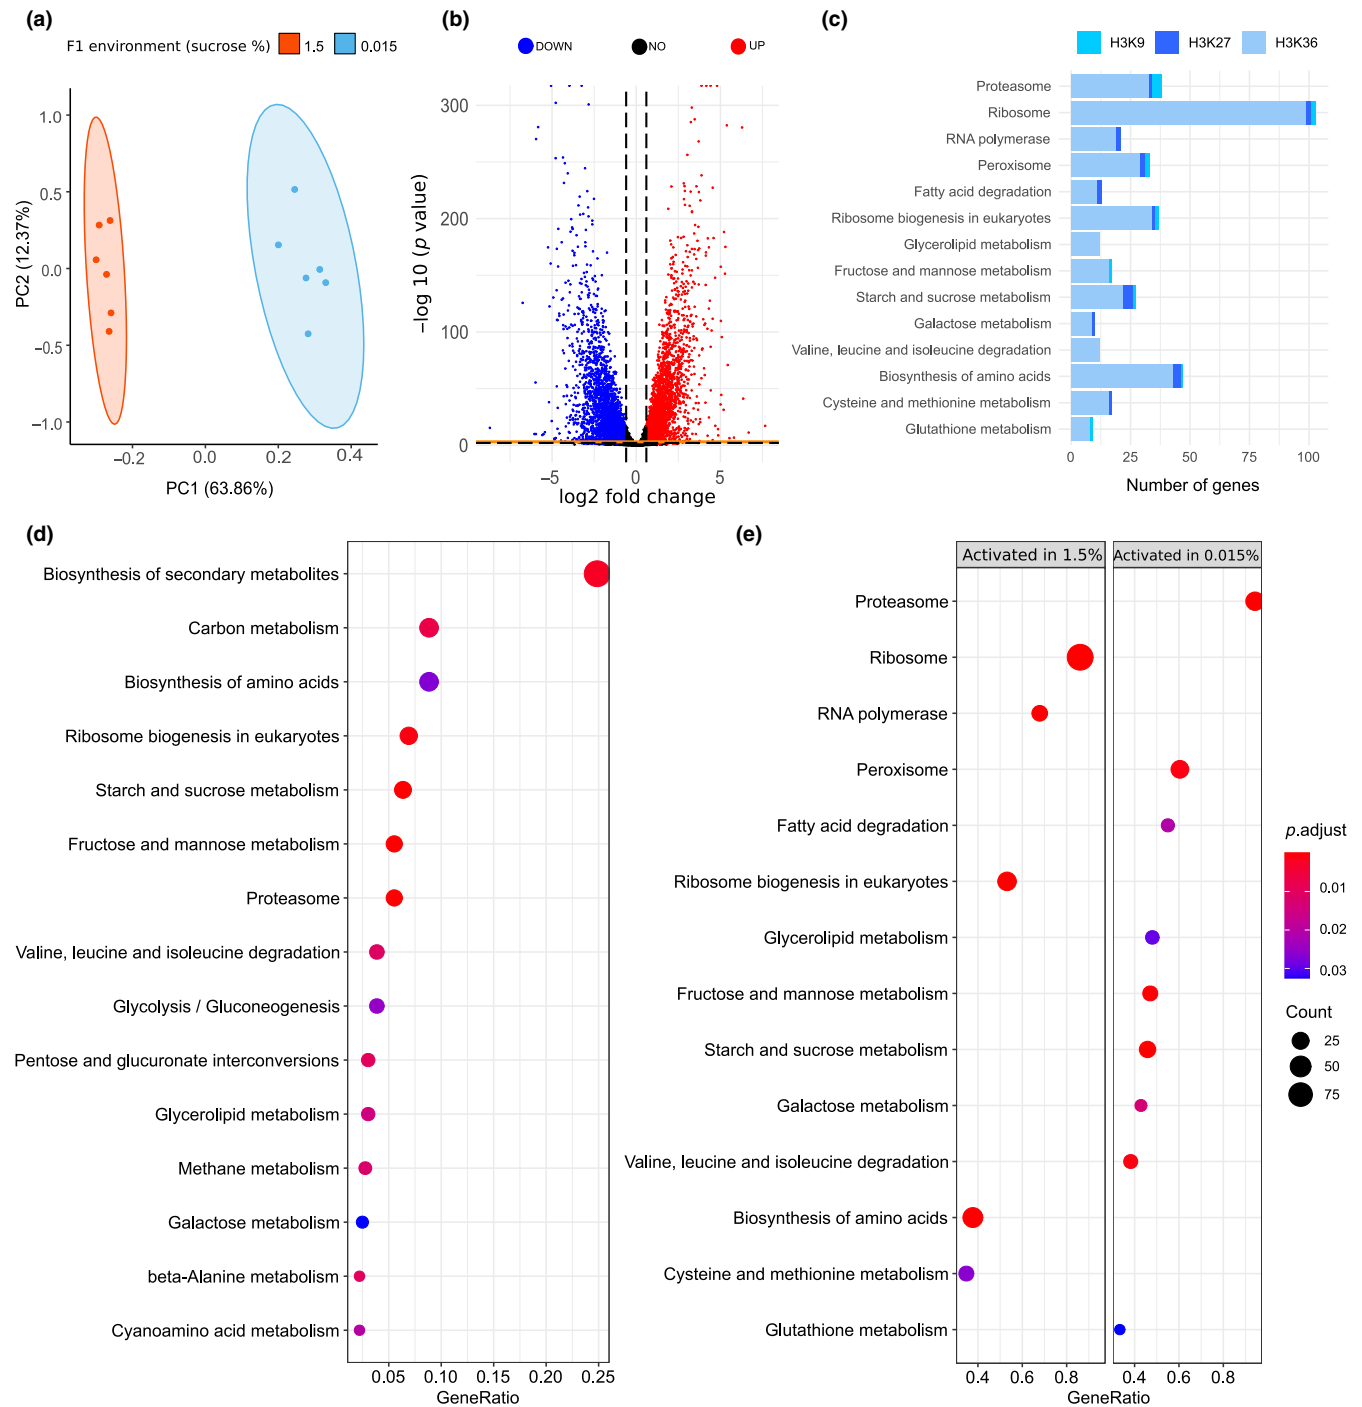 (a)
F1 environment (sucrose %) 1.5 0.015
PC2 (12.37%)
1.0
0.5
0.0
−0.5
−1.0
−0.2 0.0 0.2 0.4
PC1 (63.86%)
(b)
DOWN NO UP
−log 10 (p value)
300
200
100
0
−5 0 5
log2 fold change
(c)
H3K9 H3K27 H3K36
Proteasome
Ribosome
RNA polymerase
Peroxisome
Fatty acid degradation
Ribosome biogenesis in eukaryotes
Glycerolipid metabolism
Fructose and mannose metabolism
Starch and sucrose metabolism
Galactose metabolism
Valine, leucine and isoleucine degradation
Biosynthesis of amino acids
Cysteine and methionine metabolism
Glutathione metabolism
0 25 50 75 100
Number of genes
(d)
Biosynthesis of secondary metabolites
Carbon metabolism
Biosynthesis of amino acids
Ribosome biogenesis in eukaryotes
Starch and sucrose metabolism
Fructose and mannose metabolism
Proteasome
Valine, leucine and isoleucine degradation
Glycolysis / Gluconeogenesis
Pentose and glucuronate interconversions
Glycerolipid metabolism
Methane metabolism
Galactose metabolism
beta-Alanine metabolism
Cyanoamino acid metabolism
0.05 0.10 0.15 0.20 0.25
GeneRatio
(e)
Activated in 1.5% Activated in 0.015%
Proteasome
Ribosome
RNA polymerase
Peroxisome
Fatty acid degradation
Ribosome biogenesis in eukaryotes
Glycerolipid metabolism
Fructose and mannose metabolism
Starch and sucrose metabolism
Galactose metabolism
Valine, leucine and isoleucine degradation
Biosynthesis of amino acids
Cysteine and methionine metabolism
Glutathione metabolism
0.4 0.6 0.8 0.4 0.6 0.8
GeneRatio
p.adjust
0.01
0.02
0.03
Count
25
50
75